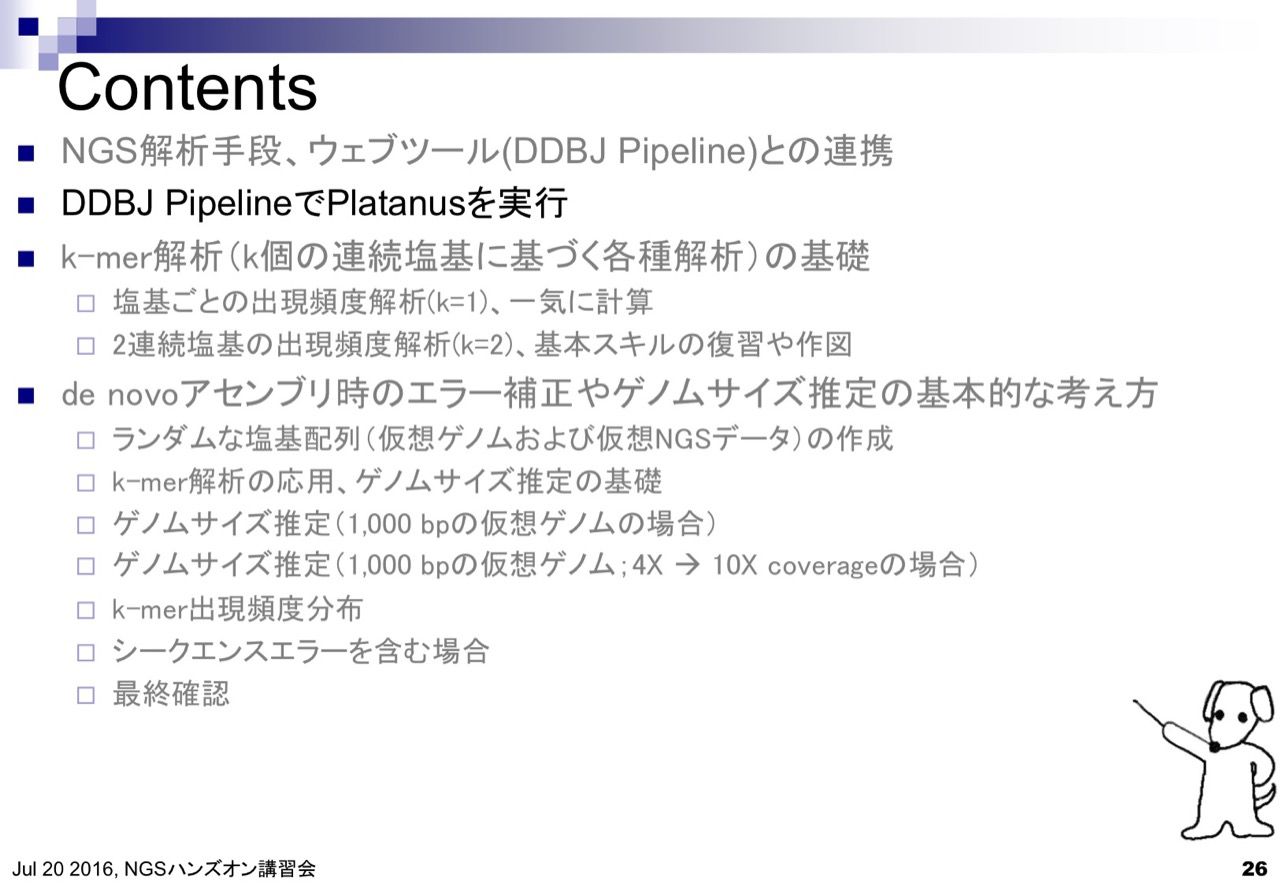 Contents
NGS解析手段、ウェブツール(DDBJ Pipeline)との連携
DDBJ PipelineでPlatanusを実行
k-mer解析（k個の連続塩基に基づく各種解析）の基礎
塩基ごとの出現頻度解析(k=1)、一気に計算
2連続塩基の出現頻度解析(k=2)、基本スキルの復習や作図
de novoアセンブリ時のエラー補正やゲノムサイズ推定の基本的な考え方
ランダムな塩基配列（仮想ゲノムおよび仮想NGSデータ）の作成
k-mer解析の応用、ゲノムサイズ推定の基礎
ゲノムサイズ推定（1,000 bpの仮想ゲノムの場合）
ゲノムサイズ推定（1,000 bpの仮想ゲノム；4X → 10X coverageの場合）
k-mer出現頻度分布
シークエンスエラーを含む場合
最終確認
Jul 20 2016, NGSハンズオン講習会
26